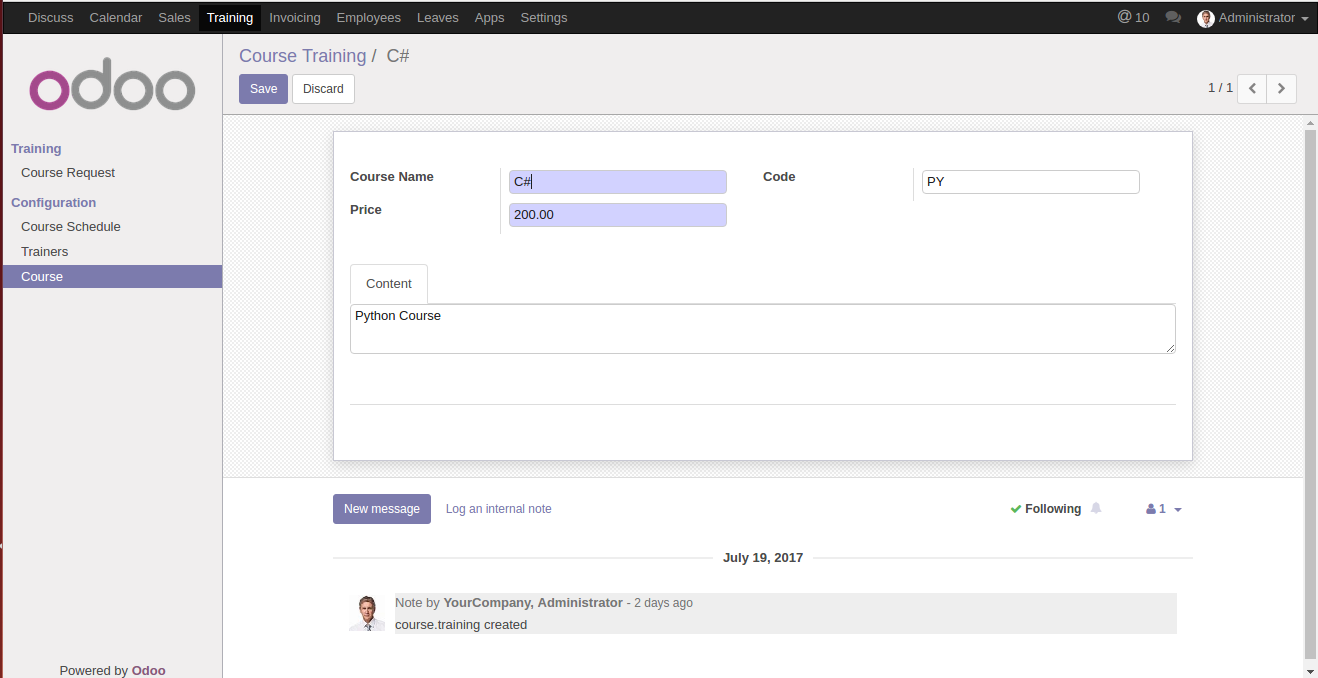 Discuss Calendar Sales Training Invoicing Employees Leaves Apps Settings @ 10 Administrator
odoo
Training
Course Request
Configuration
Course Schedule
Trainers
Course
Powered by Odoo
Course Training / C#
Save Discard
1 / 1
Course Name C# Code PY
Price 200.00
Content
Python Course
New message Log an internal note Following 1
July 19, 2017
Note by YourCompany, Administrator - 2 days ago
course.training created